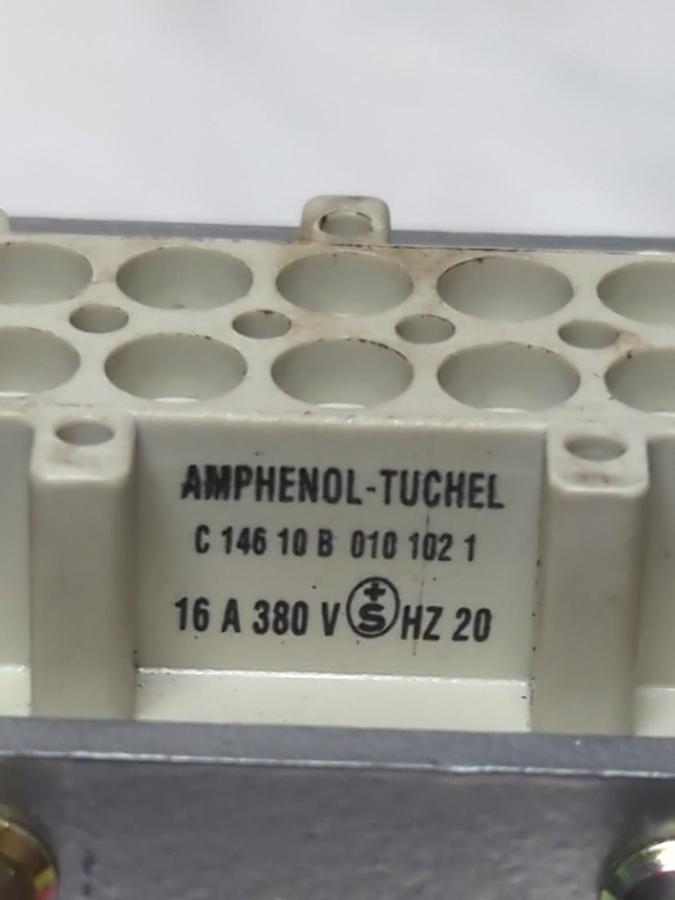 AMPHENOL-TUCHEL
C 146 10 B 010 102 1
16 A 380 V +S HZ 20